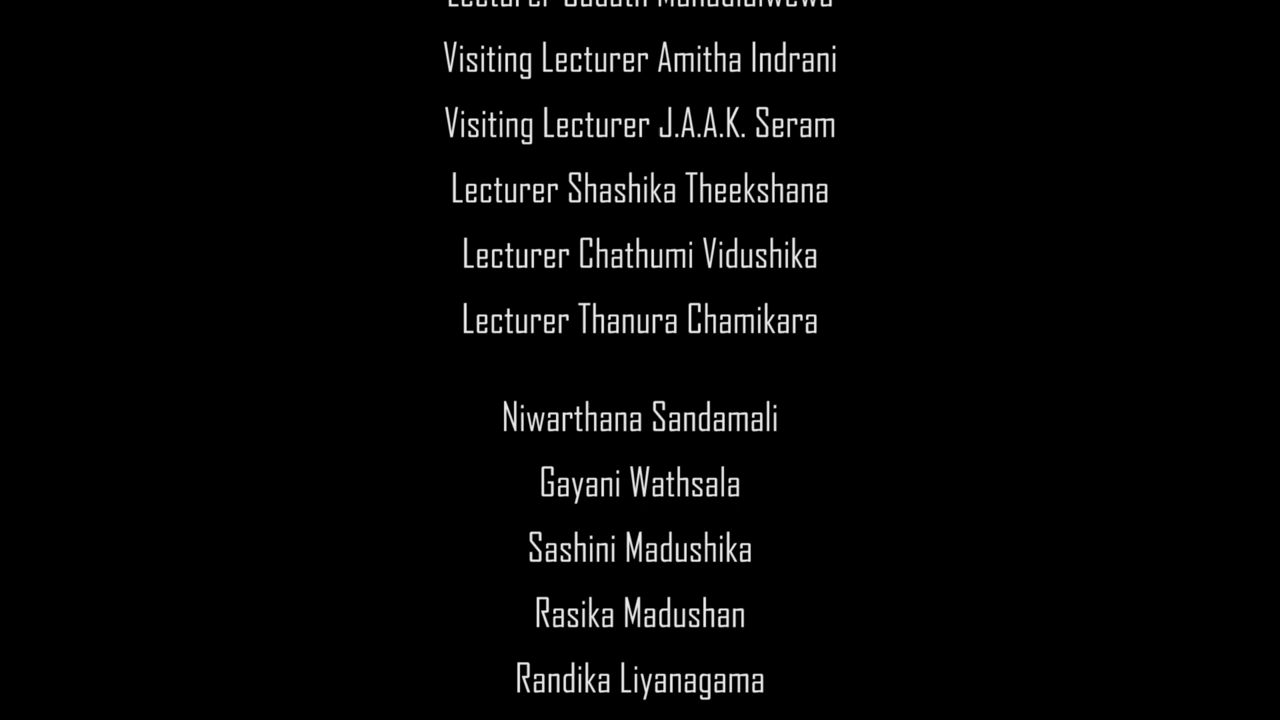 Lecturer
Visiting Lecturer Amitha Indrani
Visiting Lecturer J.A.A.K. Seram
Lecturer Shashika Theekshana
Lecturer Chathumi Vidushika
Lecturer Thanura Chamikara
Niwarthana Sandamali
Gayani Wathsala
Sashini Madushika
Rasika Madushan
Randika Liyanagama